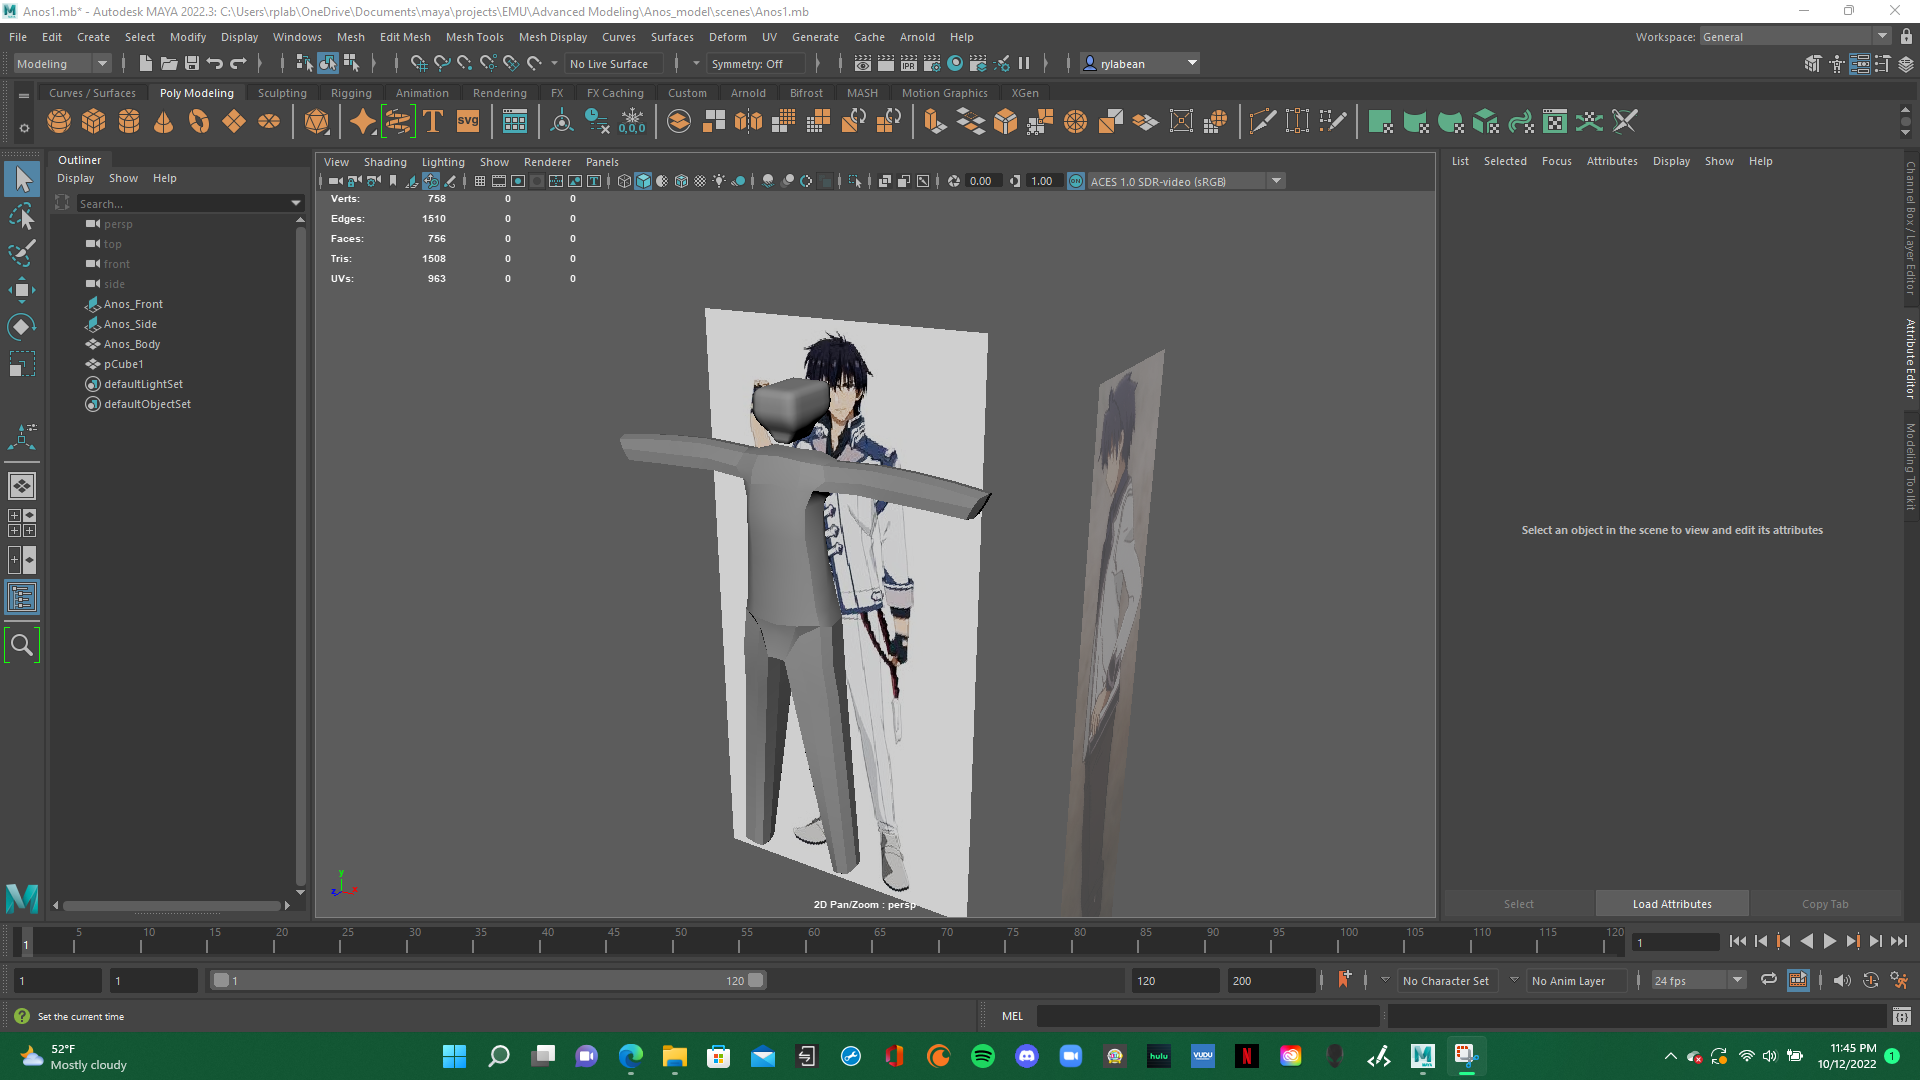 Anos1.mb* - Autodesk MAYA 2022.3: C:\Users\rplab\OneDrive\Documents\maya\projects\EMU\Advanced Modeling\Anos_model\scenes\Anos1.mb
File Edit Create Select Modify Display Windows Mesh Edit Mesh Mesh Tools Mesh Display Curves Surfaces Deform UV Generate Cache Arnold Help Workspace: General
Modeling No Live Surface Symmetry: Off IPR rylabean
Curves / Surfaces Poly Modeling Sculpting Rigging Animation Rendering FX FX Caching Custom Arnold Bifrost MASH Motion Graphics XGen
T svg 0,0,0
Outliner
Display Show Help
Search...
persp
top
front
side
Anos_Front
Anos_Side
Anos_Body
pCube1
defaultLightSet
defaultObjectSet
View Shading Lighting Show Renderer Panels
0.00 1.00 ON ACES 1.0 SDR-video (sRGB)
Verts: 758 0 0
Edges: 1510 0 0
Faces: 756 0 0
Tris: 1508 0 0
UVs: 963 0 0
y
z x
2D Pan/Zoom : persp
List Selected Focus Attributes Display Show Help
Select an object in the scene to view and edit its attributes
Select Load Attributes Copy Tab
Channel Box / Layer Editor
Attribute Editor
Modeling Toolkit
1 5 10 15 20 25 30 35 40 45 50 55 60 65 70 75 80 85 90 95 100 105 110 115 120 1
1 1 1 120 120 200 No Character Set No Anim Layer 24 fps
Set the current time MEL
52°F
Mostly cloudy
hulu VUDU N
11:45 PM
10/12/2022 1